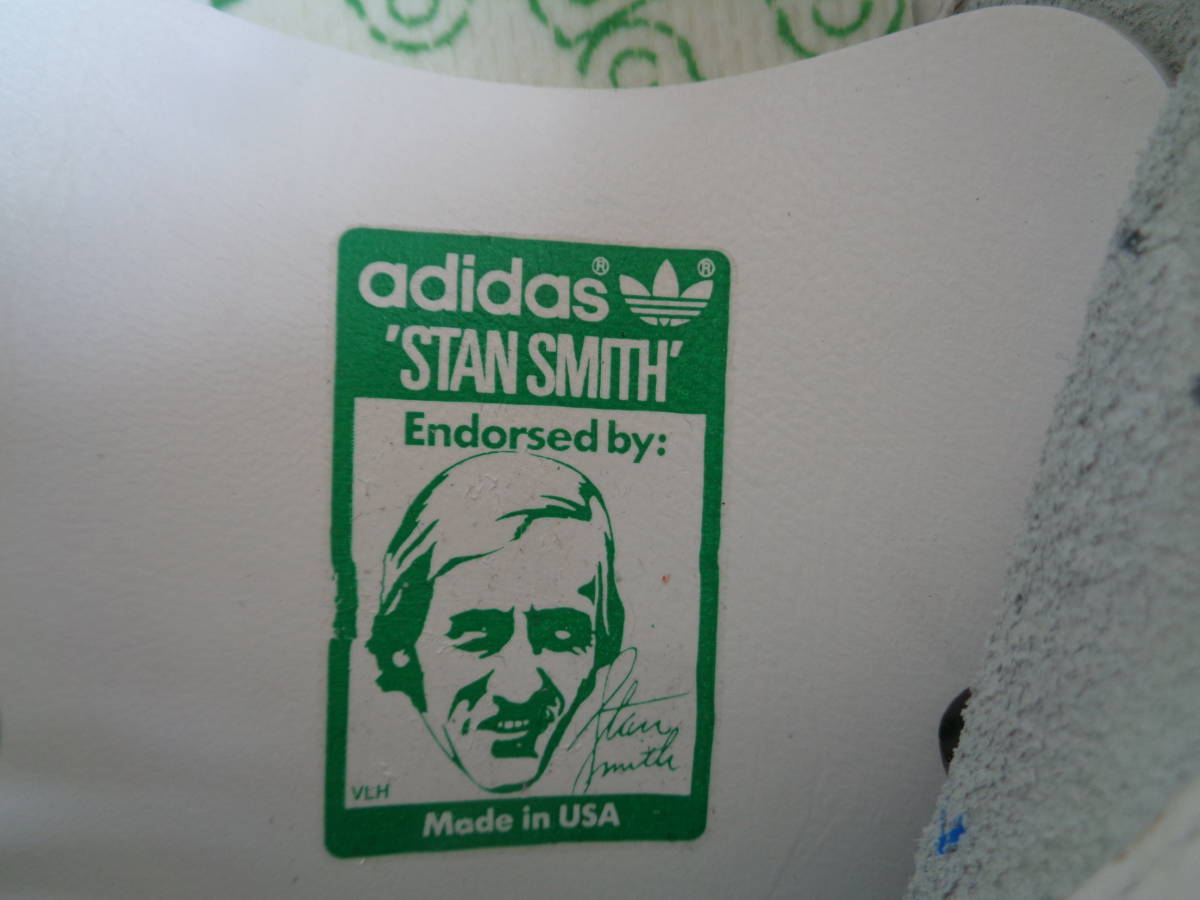 adidas®
®
'STAN SMITH'
Endorsed by:
Stan
Smith
VLH
Made in USA